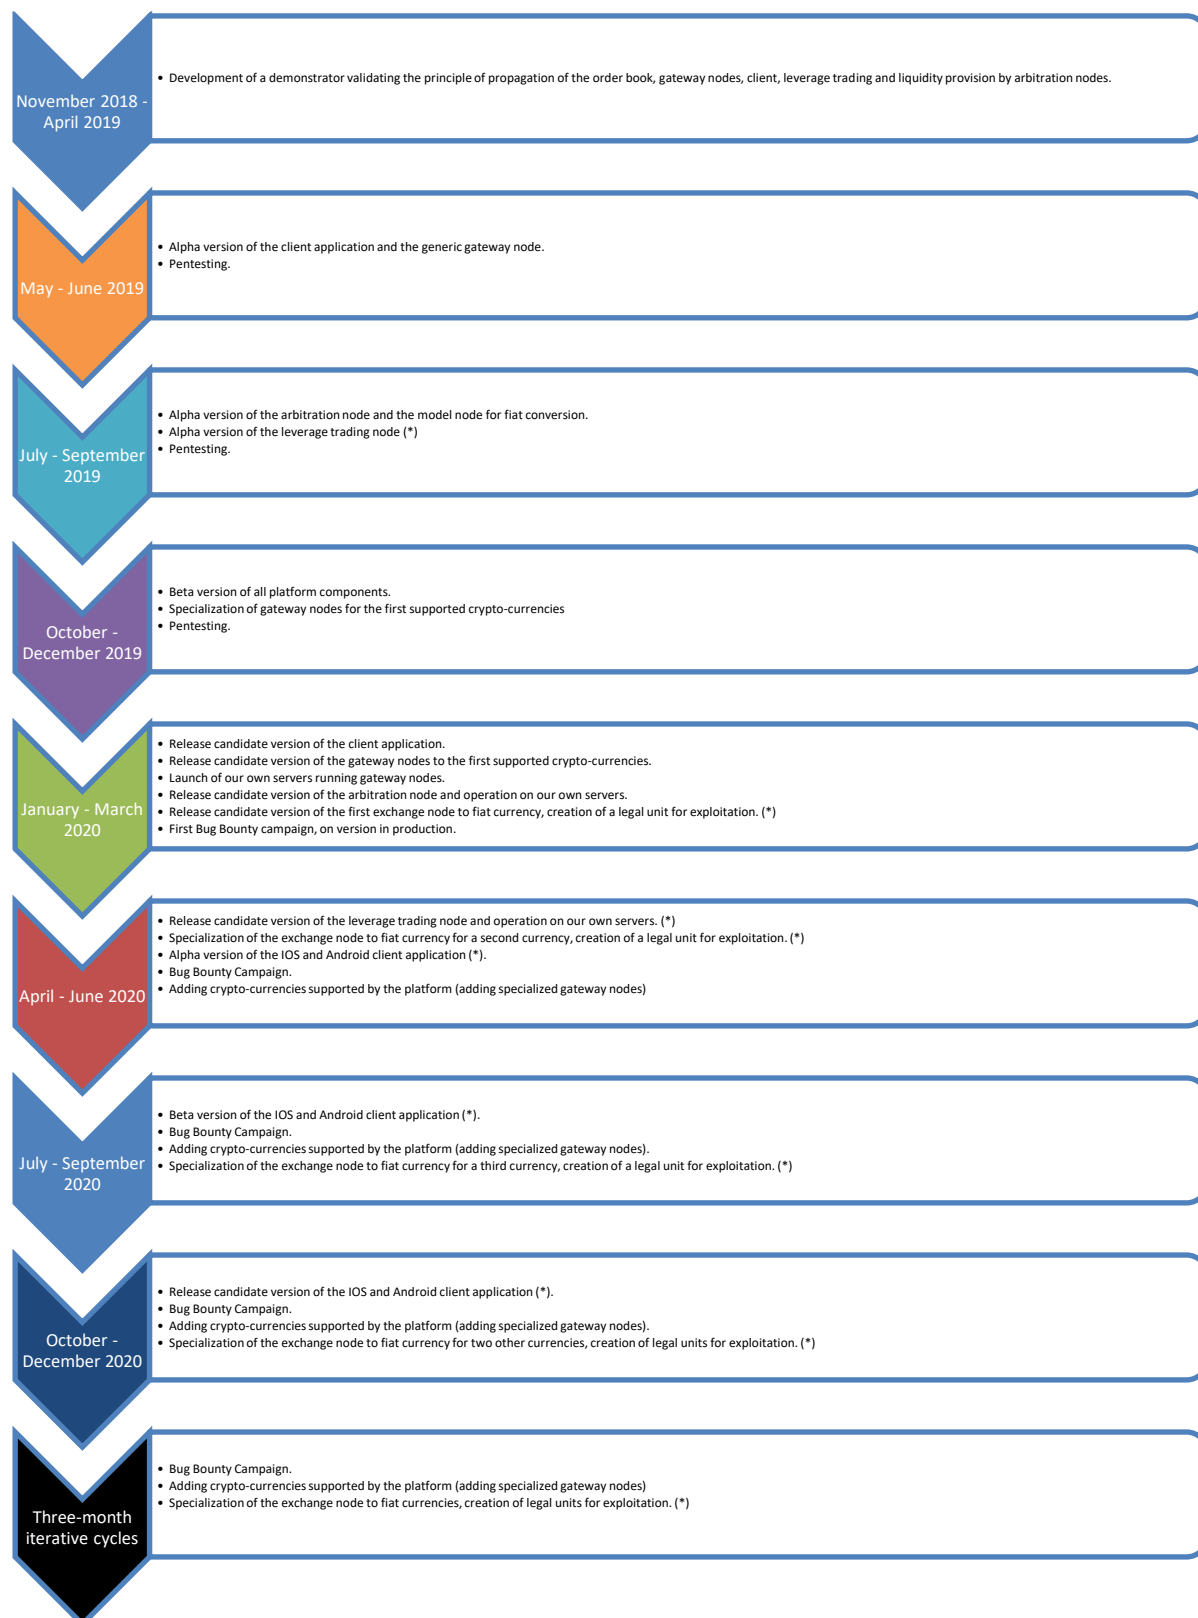 November 2018 -
April 2019
• Development of a demonstrator validating the principle of propagation of the order book, gateway nodes, client, leverage trading and liquidity provision by arbitration nodes.
May - June 2019
• Alpha version of the client application and the generic gateway node.
• Pentesting.
July - September
2019
• Alpha version of the arbitration node and the model node for fiat conversion.
• Alpha version of the leverage trading node (*)
• Pentesting.
October -
December 2019
• Beta version of all platform components.
• Specialization of gateway nodes for the first supported crypto-currencies
• Pentesting.
January - March
2020
• Release candidate version of the client application.
• Release candidate version of the gateway nodes to the first supported crypto-currencies.
• Launch of our own servers running gateway nodes.
• Release candidate version of the arbitration node and operation on our own servers.
• Release candidate version of the first exchange node to fiat currency, creation of a legal unit for exploitation. (*)
• First Bug Bounty campaign, on version in production.
April - June 2020
• Release candidate version of the leverage trading node and operation on our own servers. (*)
• Specialization of the exchange node to fiat currency for a second currency, creation of a legal unit for exploitation. (*)
• Alpha version of the IOS and Android client application (*).
• Bug Bounty Campaign.
• Adding crypto-currencies supported by the platform (adding specialized gateway nodes)
July - September
2020
• Beta version of the IOS and Android client application (*).
• Bug Bounty Campaign.
• Adding crypto-currencies supported by the platform (adding specialized gateway nodes).
• Specialization of the exchange node to fiat currency for a third currency, creation of a legal unit for exploitation. (*)
October -
December 2020
• Release candidate version of the IOS and Android client application (*).
• Bug Bounty Campaign.
• Adding crypto-currencies supported by the platform (adding specialized gateway nodes).
• Specialization of the exchange node to fiat currency for two other currencies, creation of legal units for exploitation. (*)
Three-month
iterative cycles
• Bug Bounty Campaign.
• Adding crypto-currencies supported by the platform (adding specialized gateway nodes)
• Specialization of the exchange node to fiat currencies, creation of legal units for exploitation. (*)